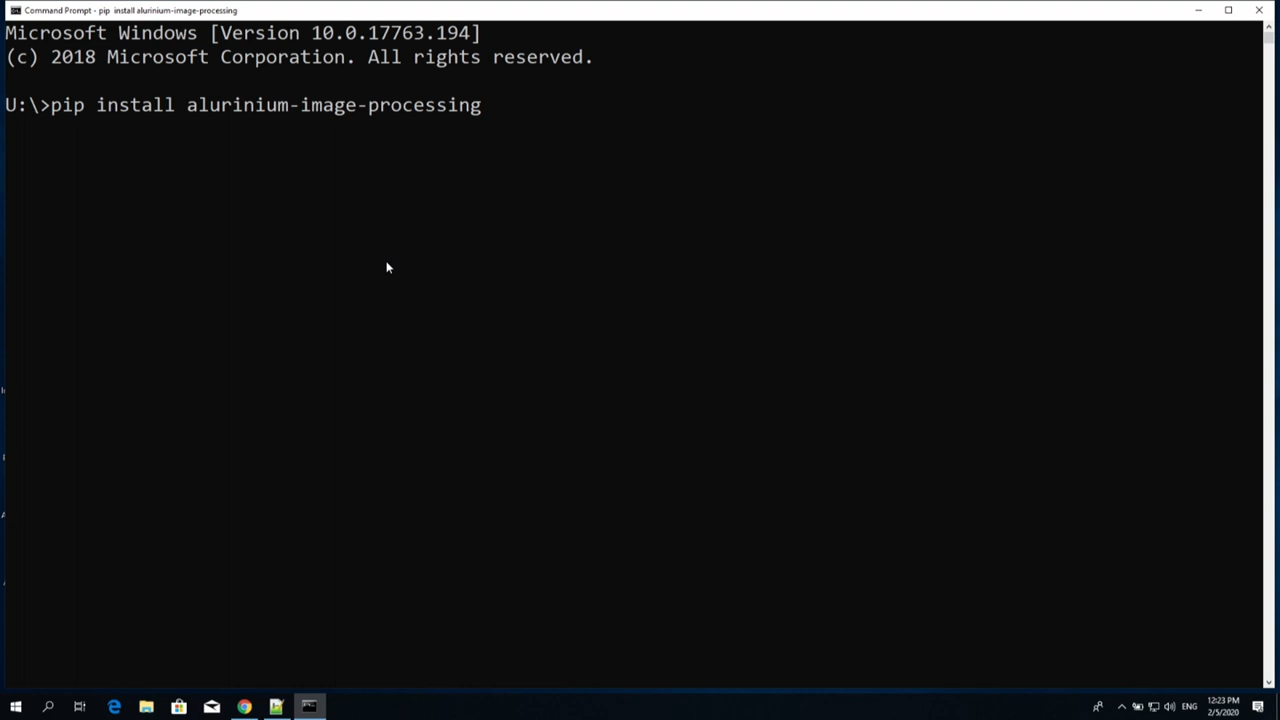 Command Prompt - pip install alurinium-image-processing
Microsoft Windows [Version 10.0.17763.194]
(c) 2018 Microsoft Corporation. All rights reserved.
U:\>pip install alurinium-image-processing
ENG
12:23 PM
2/5/2020